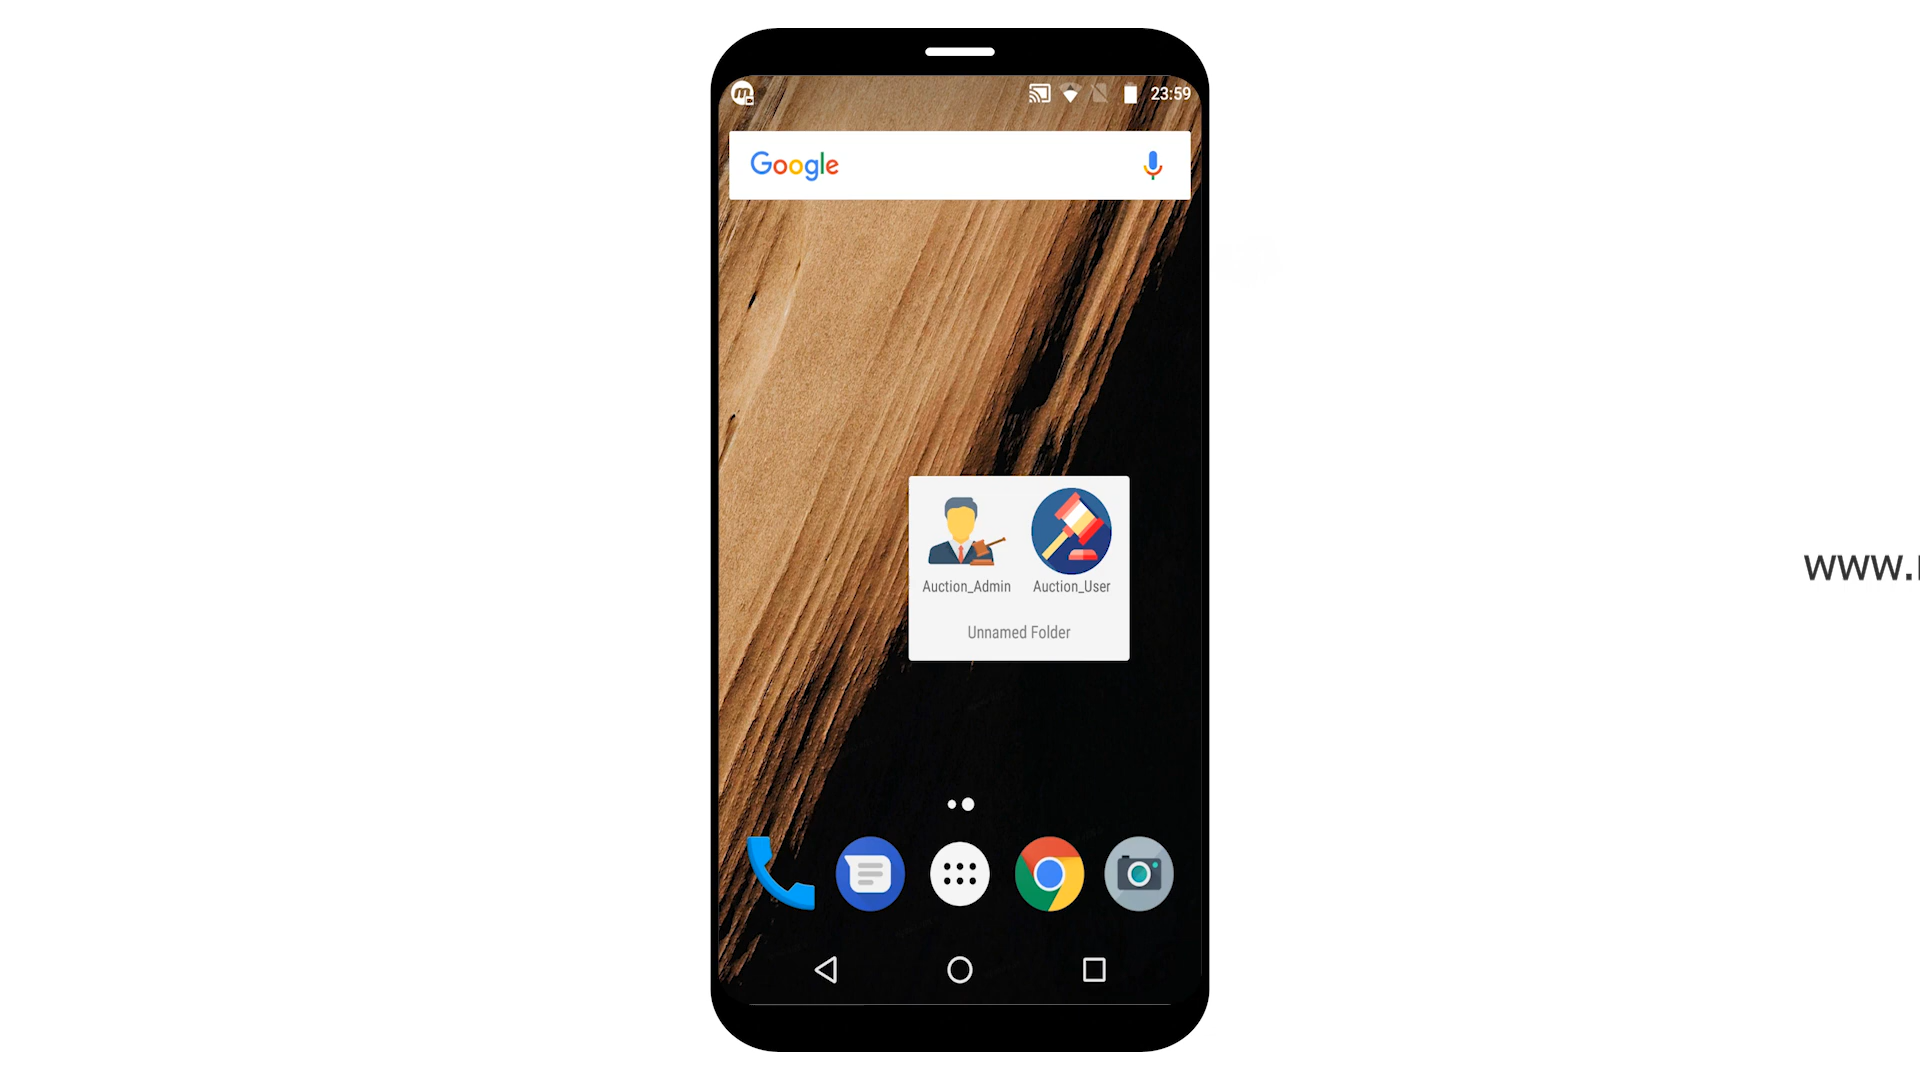 23:59
Google
Auction_Admin Auction_User
Unnamed Folder
www.